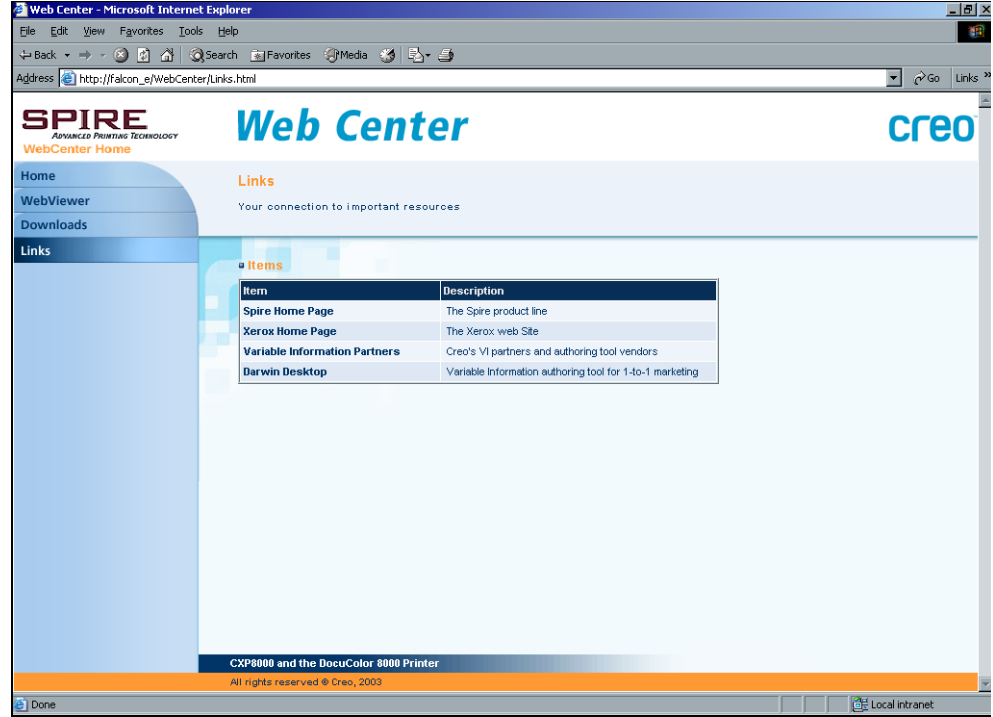 Web Center - Microsoft Internet Explorer
File Edit View Favorites Tools Help
Back Search Favorites Media
Address http://falcon_e/WebCenter/Links.html Go Links »
SPIRE
ADVANCED PRINTING TECHNOLOGY
WebCenter Home
Web Center
creo
Home
WebViewer
Downloads
Links
Links
Your connection to important resources
Items
Item Description
Spire Home Page The Spire product line
Xerox Home Page The Xerox web Site
Variable Information Partners Creo's VI partners and authoring tool vendors
Darwin Desktop Variable Information authoring tool for 1-to-1 marketing
CXP8000 and the DocuColor 8000 Printer
All rights reserved © Creo, 2003
Done Local intranet